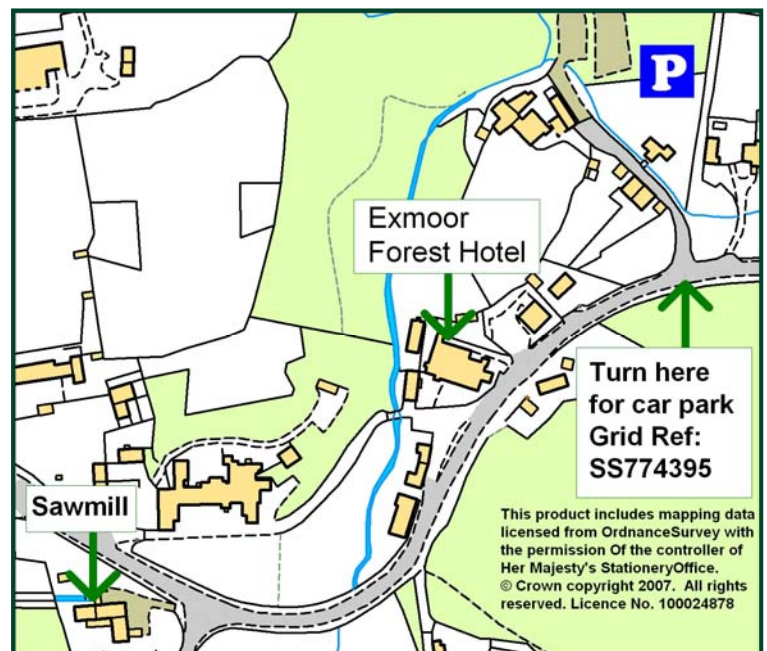 P
Exmoor
Forest Hotel
Turn here
for car park
Grid Ref:
SS774395
Sawmill
This product includes mapping data
licensed from OrdnanceSurvey with
the permission Of the controller of
Her Majesty's StationeryOffice.
© Crown copyright 2007.  All rights
reserved. Licence No. 100024878